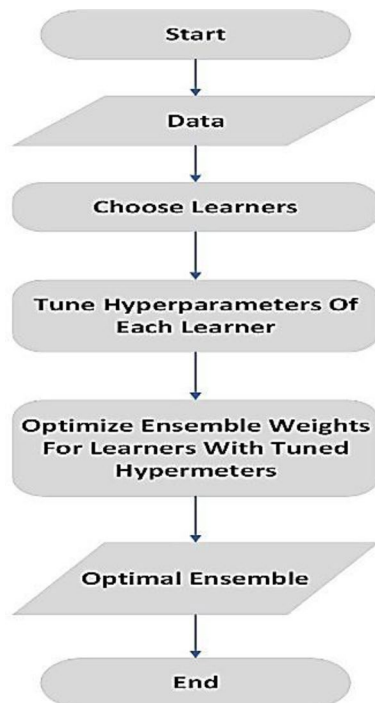 Start
Data
Choose Learners
Tune Hyperparameters Of
Each Learner
Optimize Ensemble Weights
For Learners With Tuned
Hypermeters
Optimal Ensemble
End